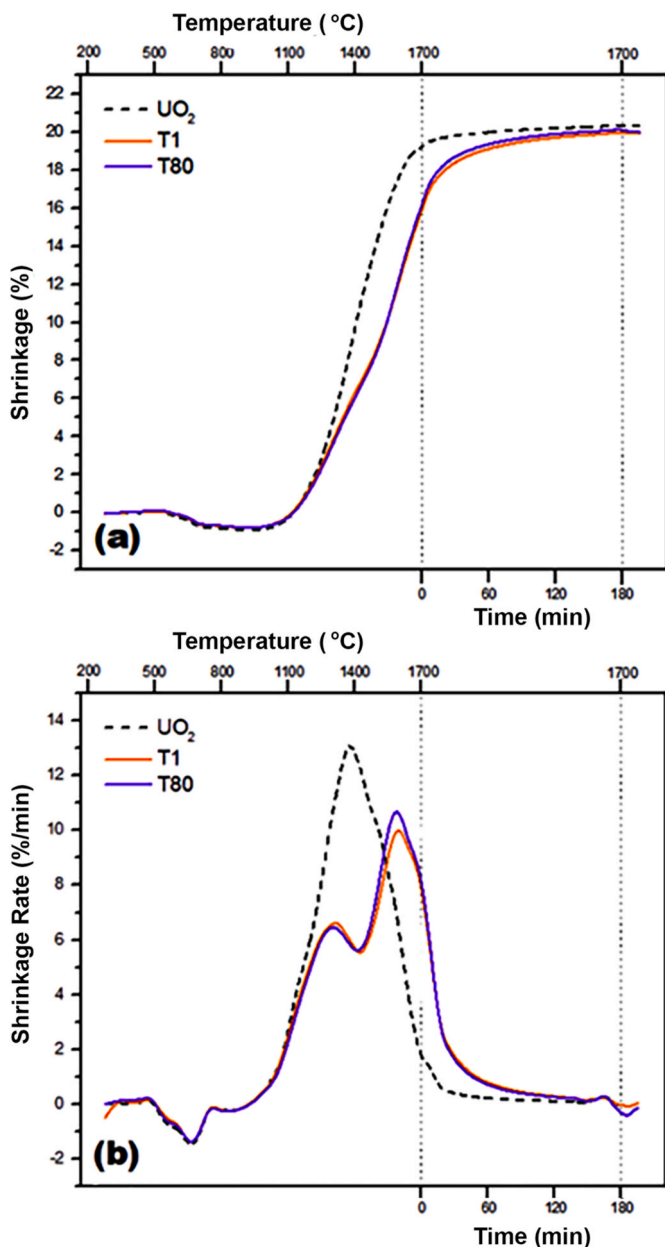 Temperature ( °C)
200 500 800 1100 1400 1700 1700
22
20
18
16
14
12
10
8
6
4
2
0
-2
Shrinkage (%)
UO₂
T1
T80
(a)
0 60 120 180
Time (min)
Temperature ( °C)
200 500 800 1100 1400 1700 1700
14
12
10
8
6
4
2
0
-2
Shrinkage Rate (%/min)
UO₂
T1
T80
(b)
0 60 120 180
Time (min)